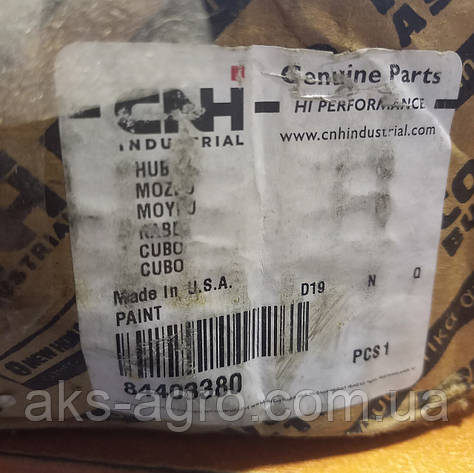 CNH
INDUSTRIAL
Genuine Parts
HI PERFORMANCE
www.cnhindustrial.com
HUB
CUBO
CUBO
Made In U.S.A.
D19 N Q
PAINT
PCS 1
84403380
aks-agro.com.ua